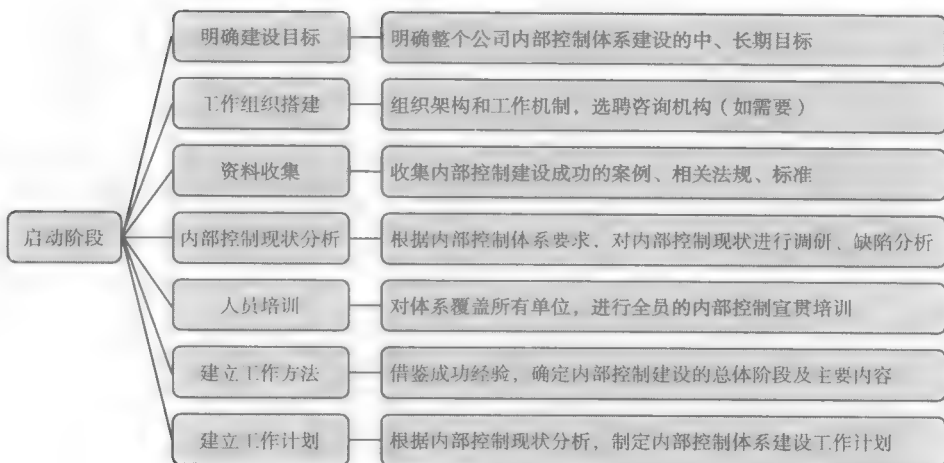 明确建设目标
明确整个公司内部控制体系建设的中、长期目标
工作组织搭建
组织架构和工作机制，选聘咨询机构（如需要）
资料收集
收集内部控制建设成功的案例、相关法规、标准
启动阶段
内部控制现状分析
根据内部控制体系要求，对内部控制现状进行调研、缺陷分析
人员培训
对体系覆盖所有单位，进行全员的内部控制宣贯培训
建立工作方法
借鉴成功经验，确定内部控制建设的总体阶段及主要内容
建立工作计划
根据内部控制现状分析，制定内部控制体系建设工作计划